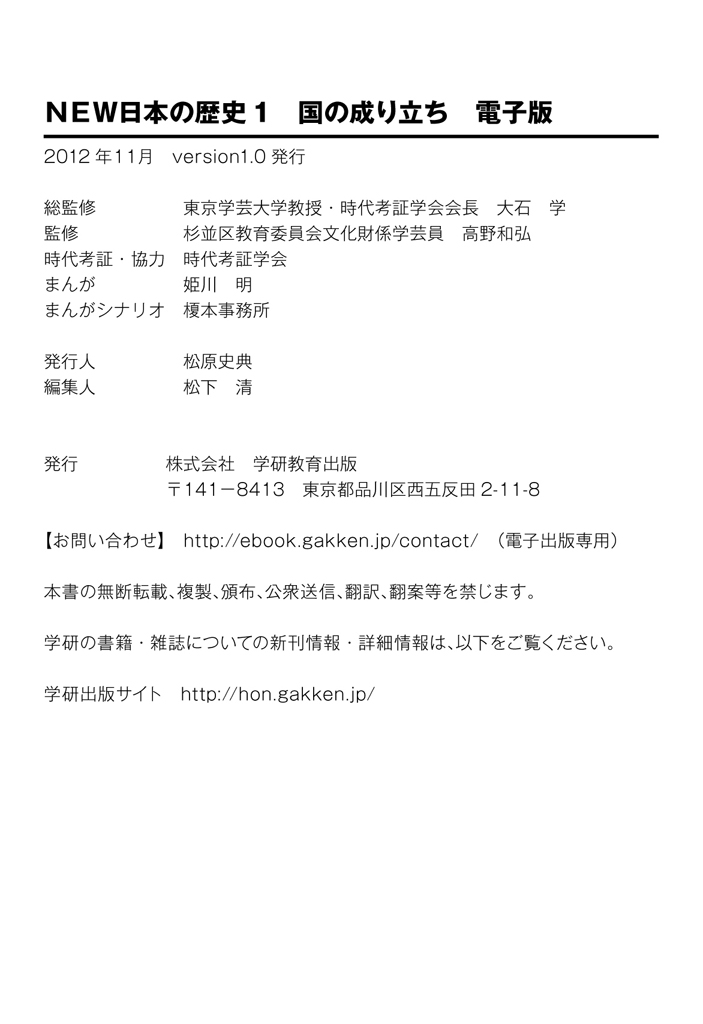 NEW日本の歴史1　国の成り立ち　電子版
2012年11月　version1.0発行
総監修　東京学芸大学教授・時代考証学会会長　大石　学
監修　杉並区教育委員会文化財係学芸員　高野和弘
時代考証・協力　時代考証学会
まんが　姫川　明
まんがシナリオ　榎本事務所
発行人　松原史典
編集人　松下　清
発行　株式会社　学研教育出版
〒141－8413　東京都品川区西五反田2-11-8
【お問い合わせ】　http://ebook.gakken.jp/contact/　（電子出版専用）
本書の無断転載、複製、頒布、公衆送信、翻訳、翻案等を禁じます。
学研の書籍・雑誌についての新刊情報・詳細情報は、以下をご覧ください。
学研出版サイト　http://hon.gakken.jp/